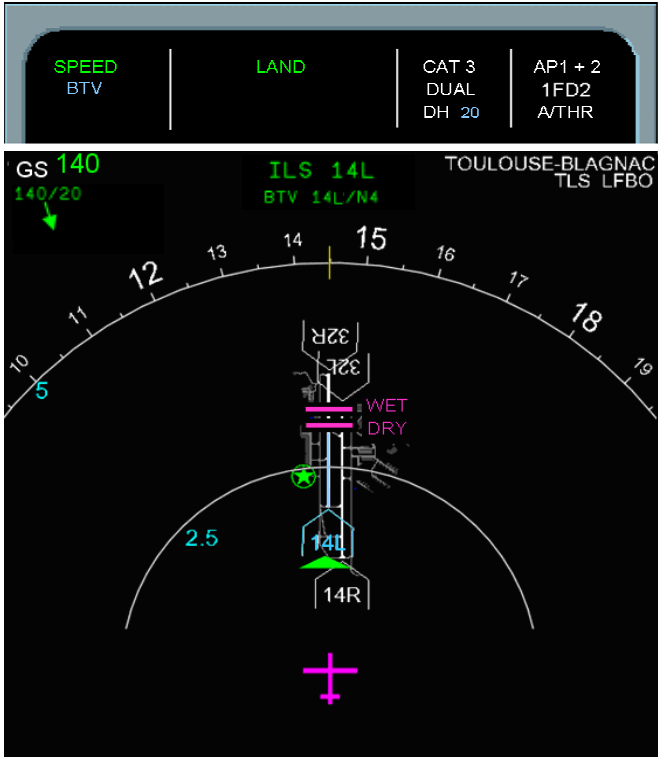 SPEED
BTV
LAND
CAT 3
DUAL
DH 20
AP1 + 2
1FD2
A/THR
GS 140
140/20
ILS 14L
BTV 14L/N4
TOULOUSE-BLAGNAC
TLS LFBO
10
11
12
13
14
15
16
17
18
19
5
32R
32L
WET
DRY
2.5
14L
14R